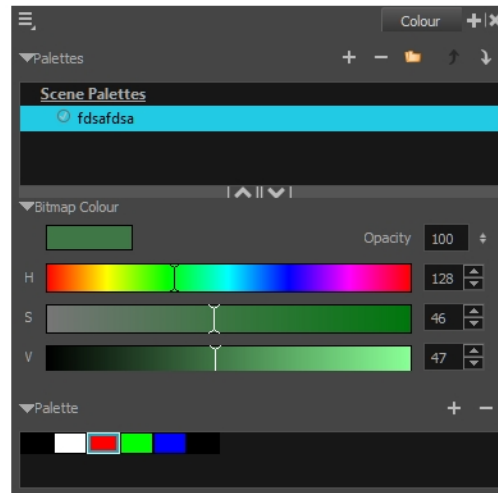 Colour
Palettes
Scene Palettes
fdsafdsa
Bitmap Colour
Opacity 100
H 128
S 46
V 47
Palette